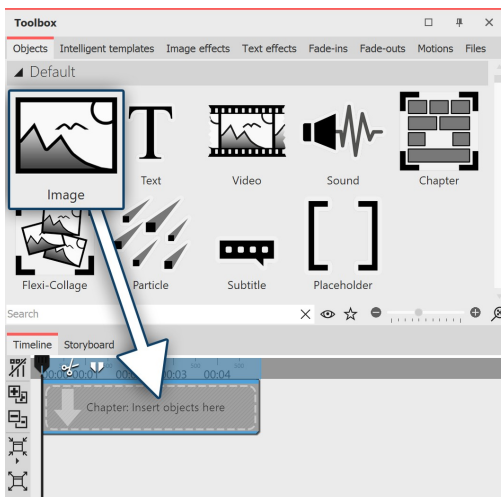 Toolbox
Objects Intelligent templates Image effects Text effects Fade-ins Fade-outs Motions Files
Default
Image Text Video Sound Chapter
Flexi-Collage Particle Subtitle Placeholder
Search
Timeline Storyboard
00:03 00:04
Chapter: Insert objects here